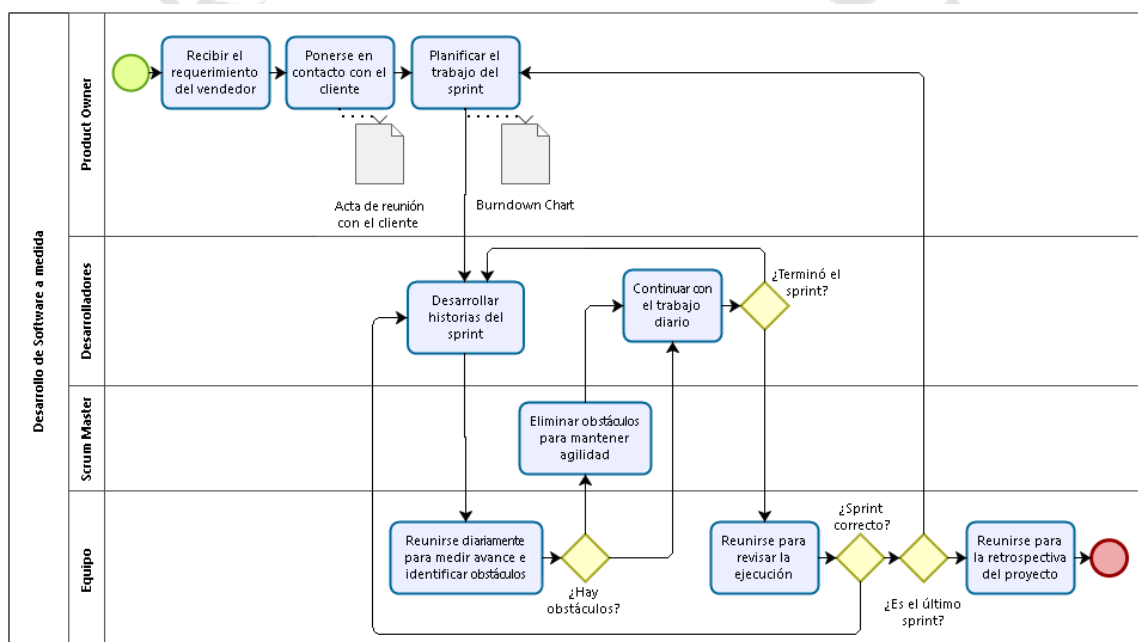 Desarrollo de Software a medida
Product Owner
Recibir el
requerimiento
del vendedor
Ponerse en
contacto con el
cliente
Planificar el
trabajo del
sprint
Acta de reunión
con el cliente
Burndown Chart
Desarrolladores
Desarrollar
historias del
sprint
Continuar con
el trabajo
diario
¿Terminó el
sprint?
Scrum Master
Eliminar obstáculos
para mantener
agilidad
Equipo
Reunirse diariamente
para medir avance e
identificar obstáculos
¿Hay
obstáculos?
Reunirse para
revisar la
ejecución
¿Sprint
correcto?
¿Es el último
sprint?
Reunirse para
la retrospectiva
del proyecto